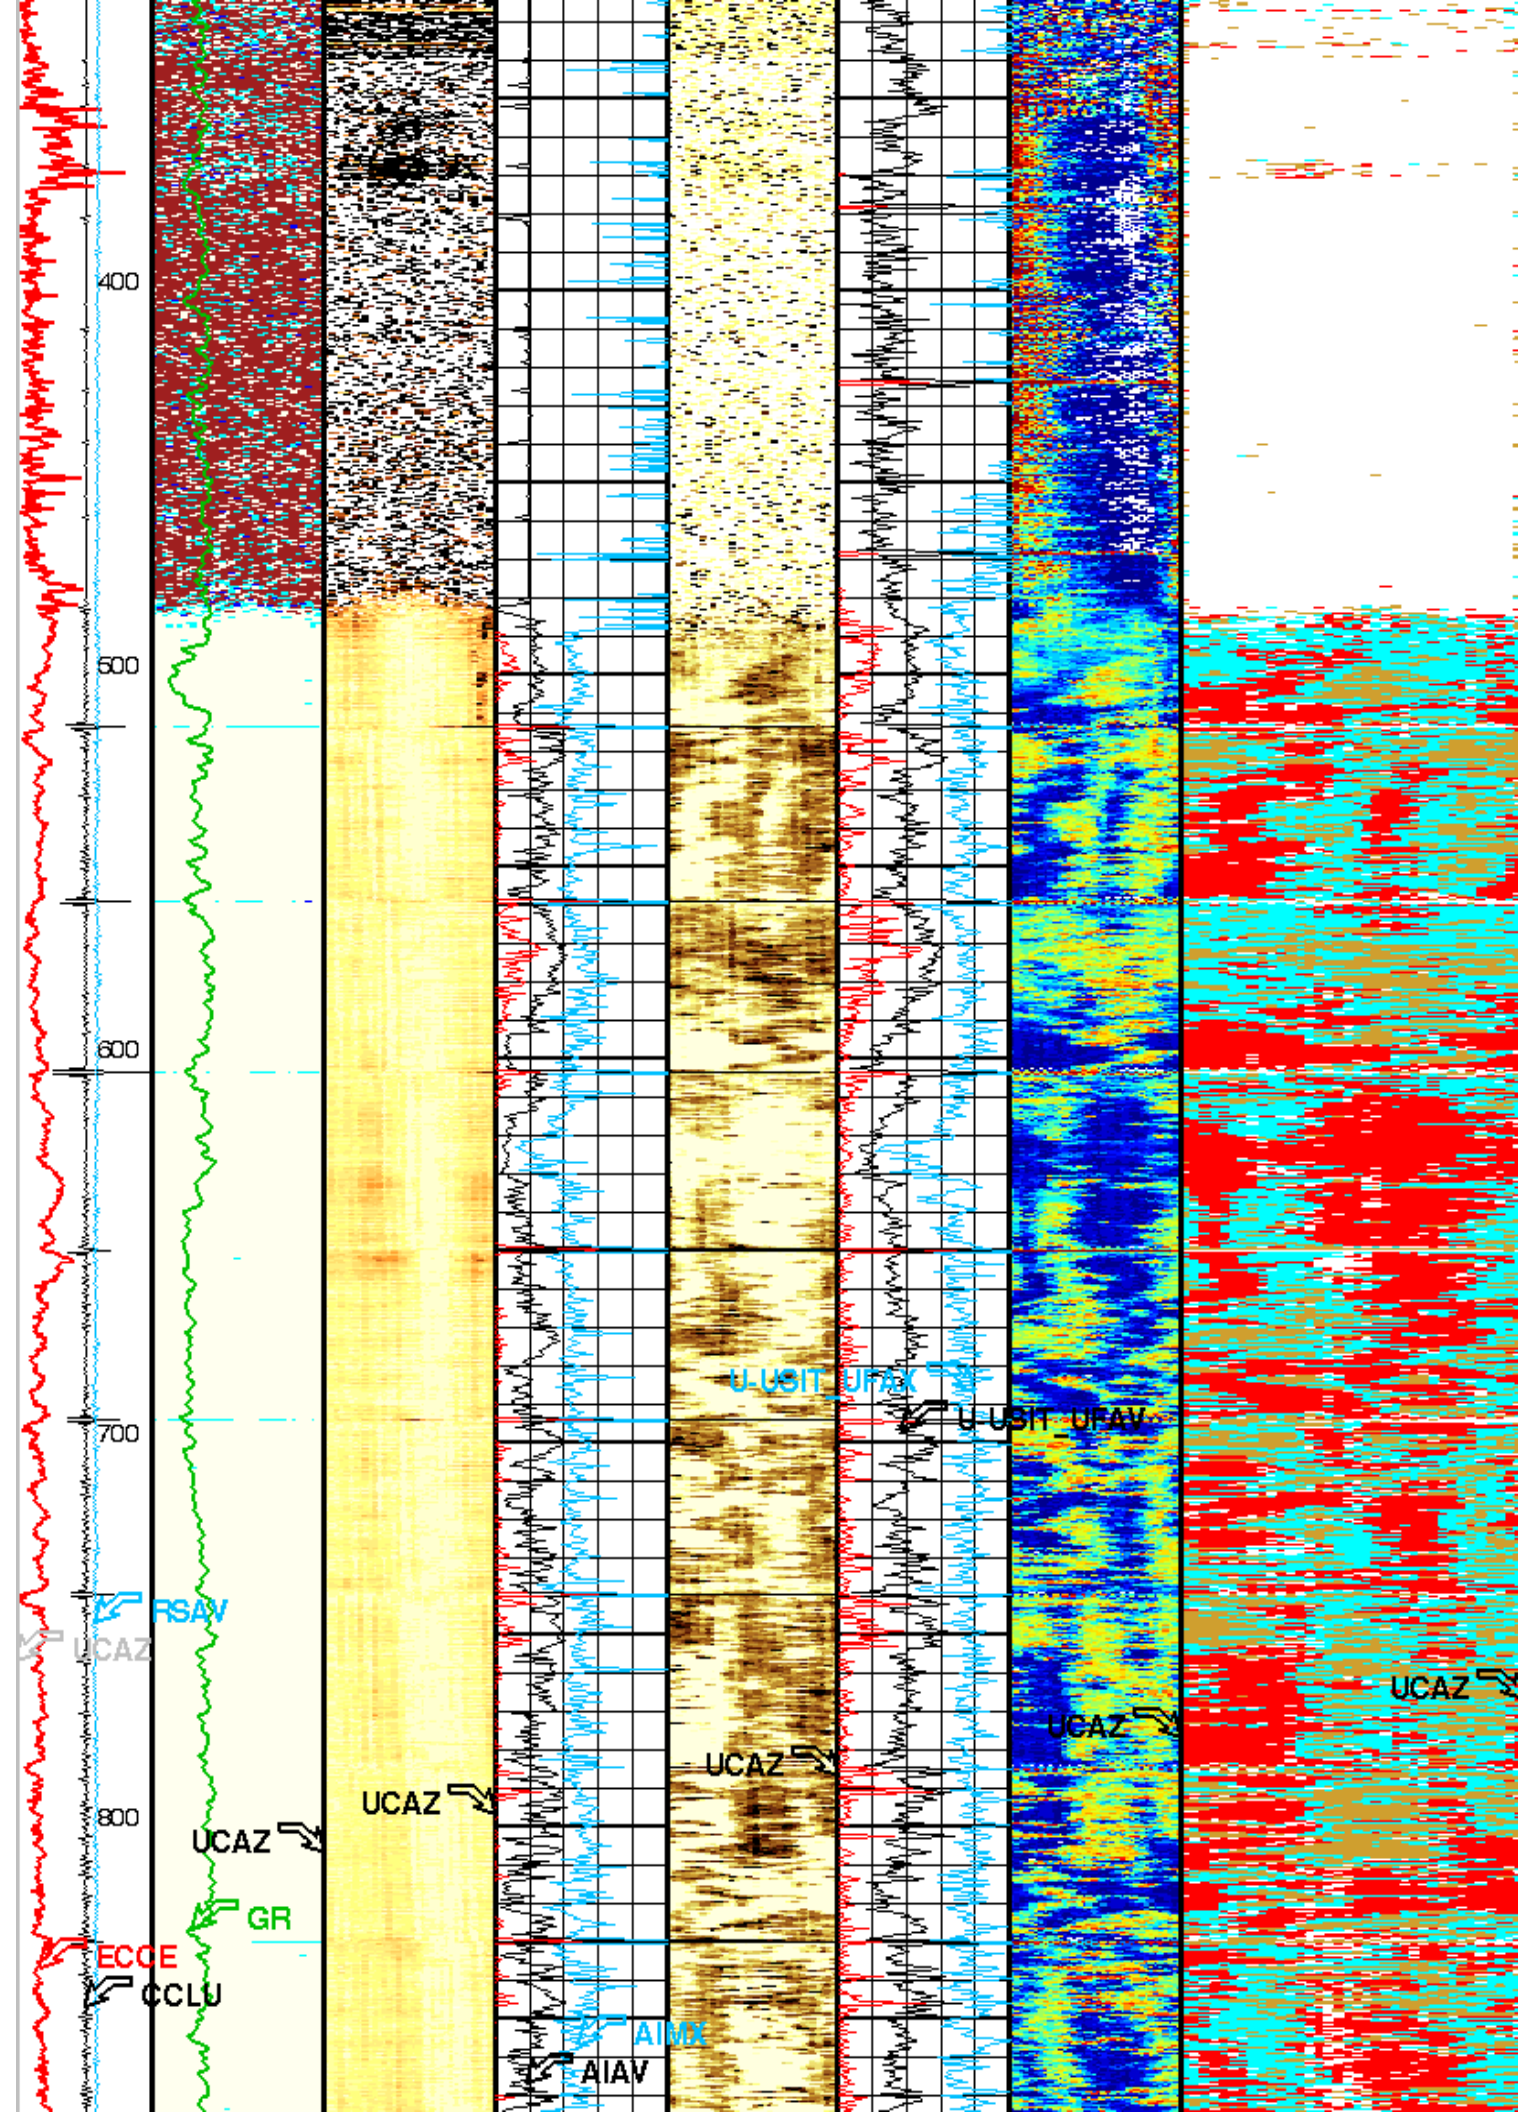 400
500
600
U-USIT_UFAX
U-USIT_UFAV
700
RSAV
UCAZ
UCAZ
UCAZ
UCAZ
UCAZ
800
UCAZ
GR
ECCE
CCLU
AIMX
AIAV